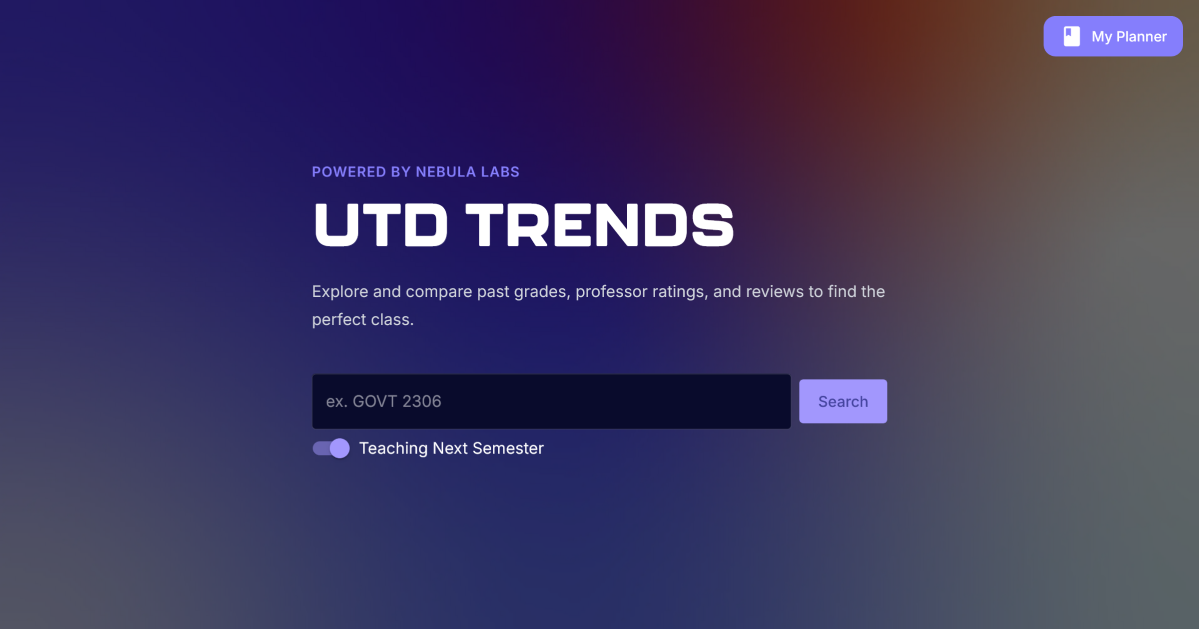 My Planner
POWERED BY NEBULA LABS
UTD TRENDS
Explore and compare past grades, professor ratings, and reviews to find the
perfect class.
ex. GOVT 2306
Search
Teaching Next Semester